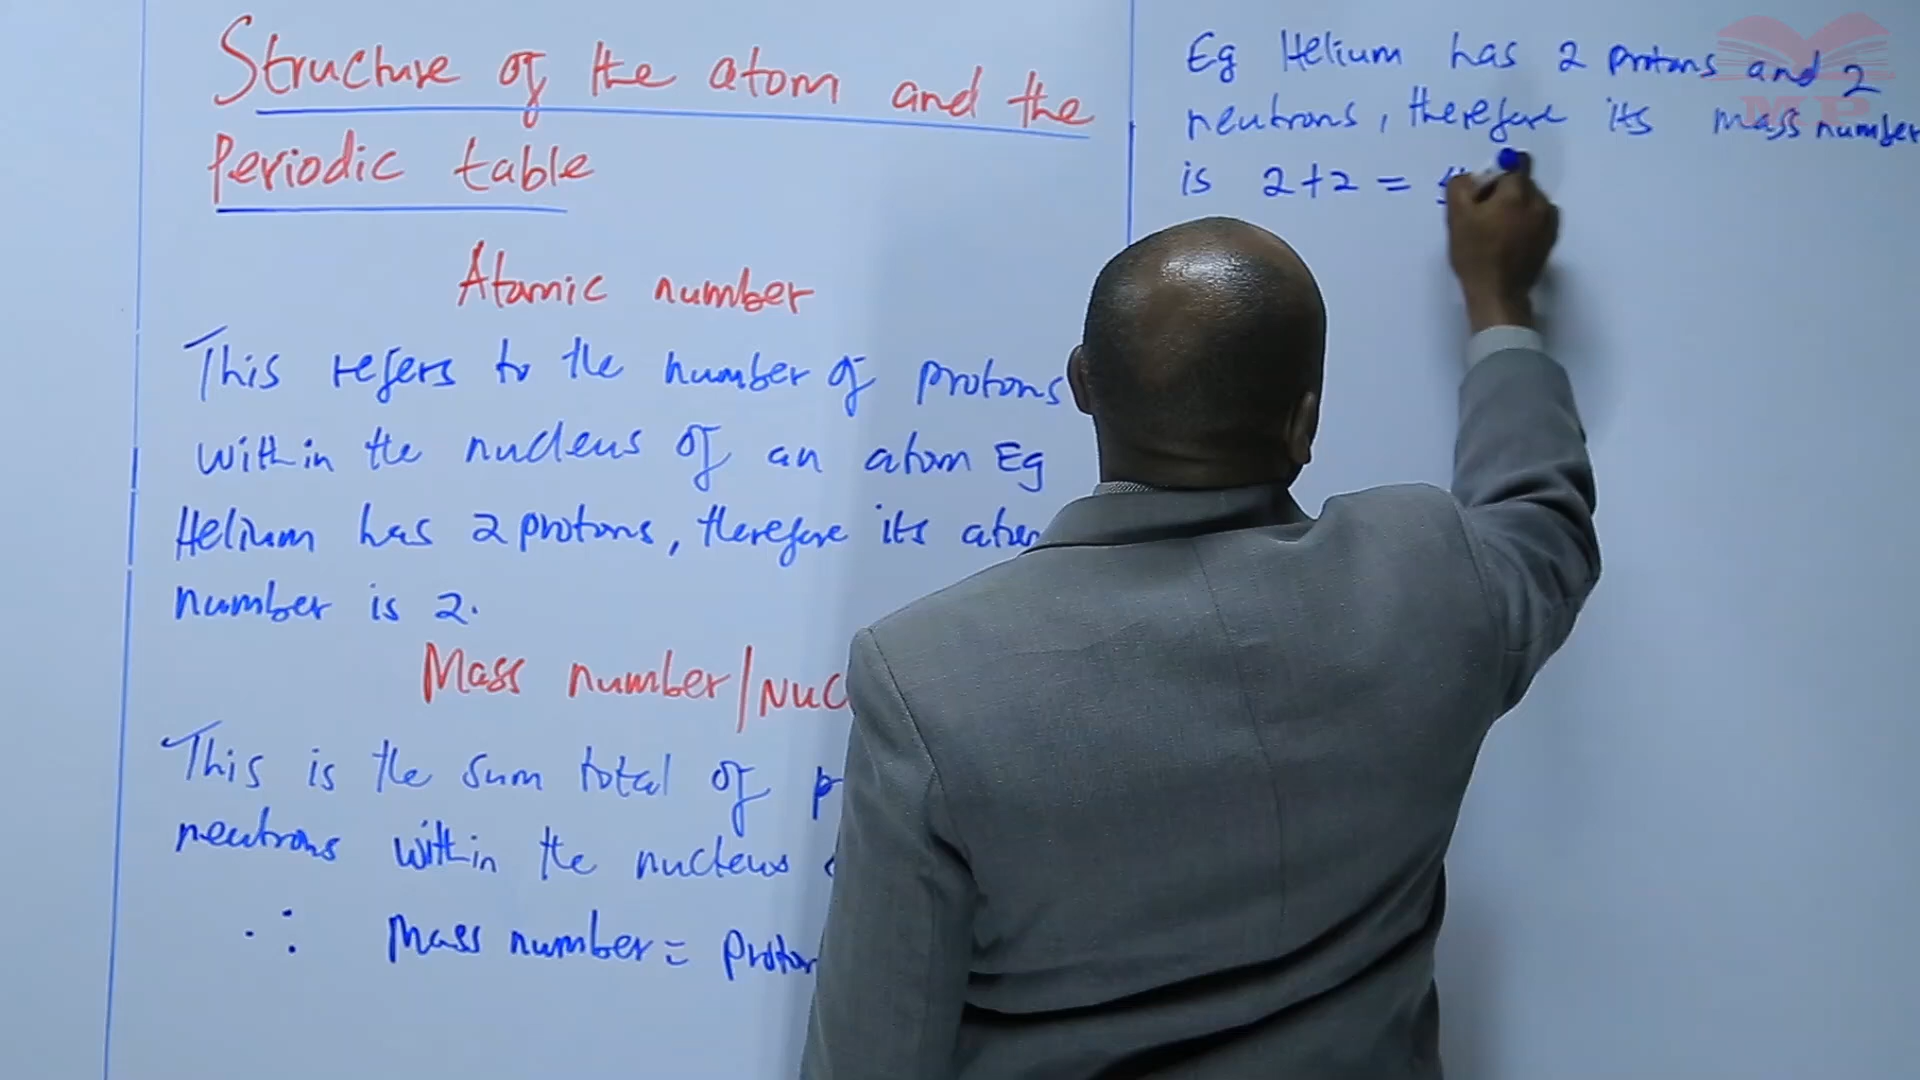 Structure of the atom and the
Periodic table
Atomic number
This refers to the number of protons
within the nucleus of an atom Eg
Helium has 2 protons, therefore its atom
number is 2.
Mass number/Nuc
This is the sum total of p
neutrons within the nucleus
∴ Mass number = Proton
Eg Helium has 2 protons and 2
neutrons, therefore its mass number
is 2+2 =
MP